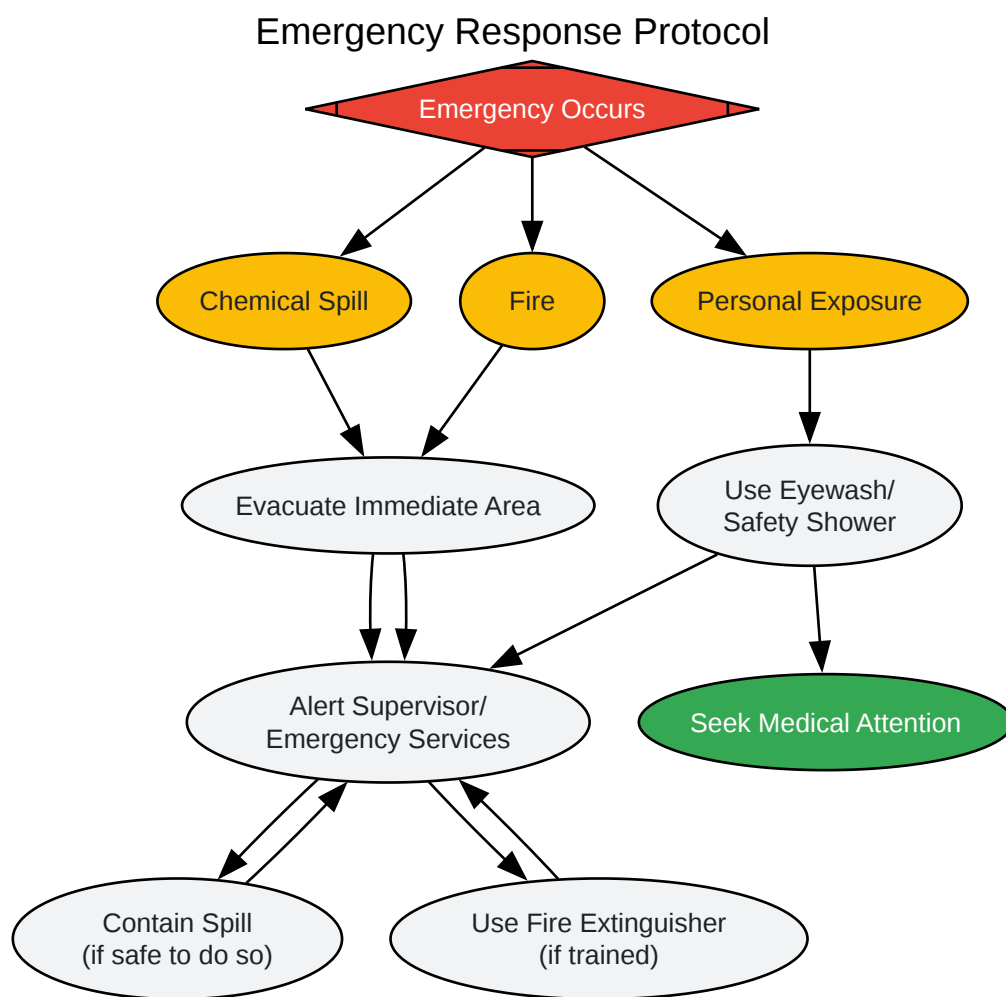 Emergency Response Protocol
Emergency Occurs
Chemical Spill
Fire
Personal Exposure
Evacuate Immediate Area
Use Eyewash/
Safety Shower
Alert Supervisor/
Emergency Services
Seek Medical Attention
Contain Spill
(if safe to do so)
Use Fire Extinguisher
(if trained)